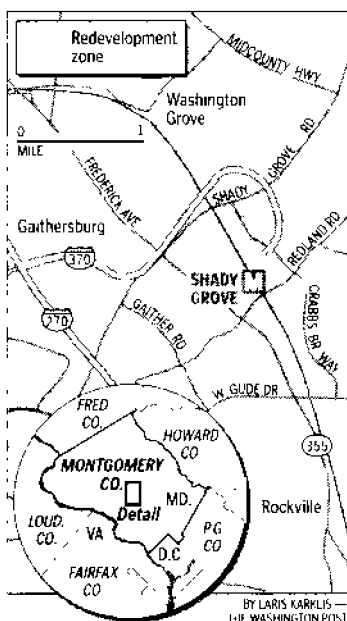 Redevelopment
zone
MIDCOUNTY HWY
Washington
Grove
0 1
MILE
FREDERICK AVE
SHADY GROVE RD
Gaithersburg
REDLAND RD
370
SHADY
GROVE
CRABBS BR WAY
270
GAITHER RD
W GUDE DR
FRED
CO.
HOWARD
CO
355
MONTGOMERY
CO.
MD.
Detail
Rockville
LOUD.
CO.
VA
D.C
PG
CO
FAIRFAX
CO
BY LARIS KARKLIS —
THE WASHINGTON POST